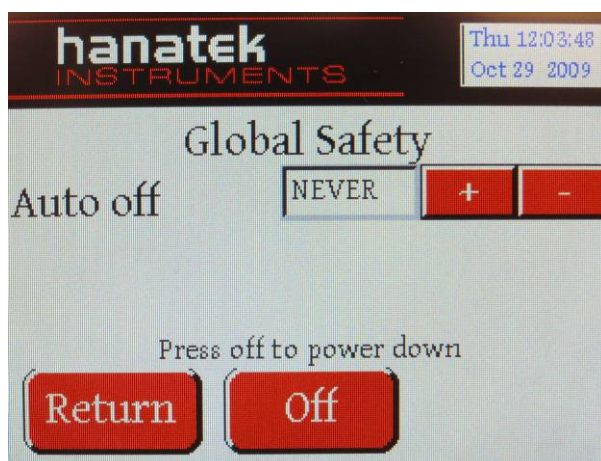 hanatek
INSTRUMENTS
Thu 12:03:48
Oct 29 2009
Global Safety
Auto off NEVER + -
Press off to power down
Return Off